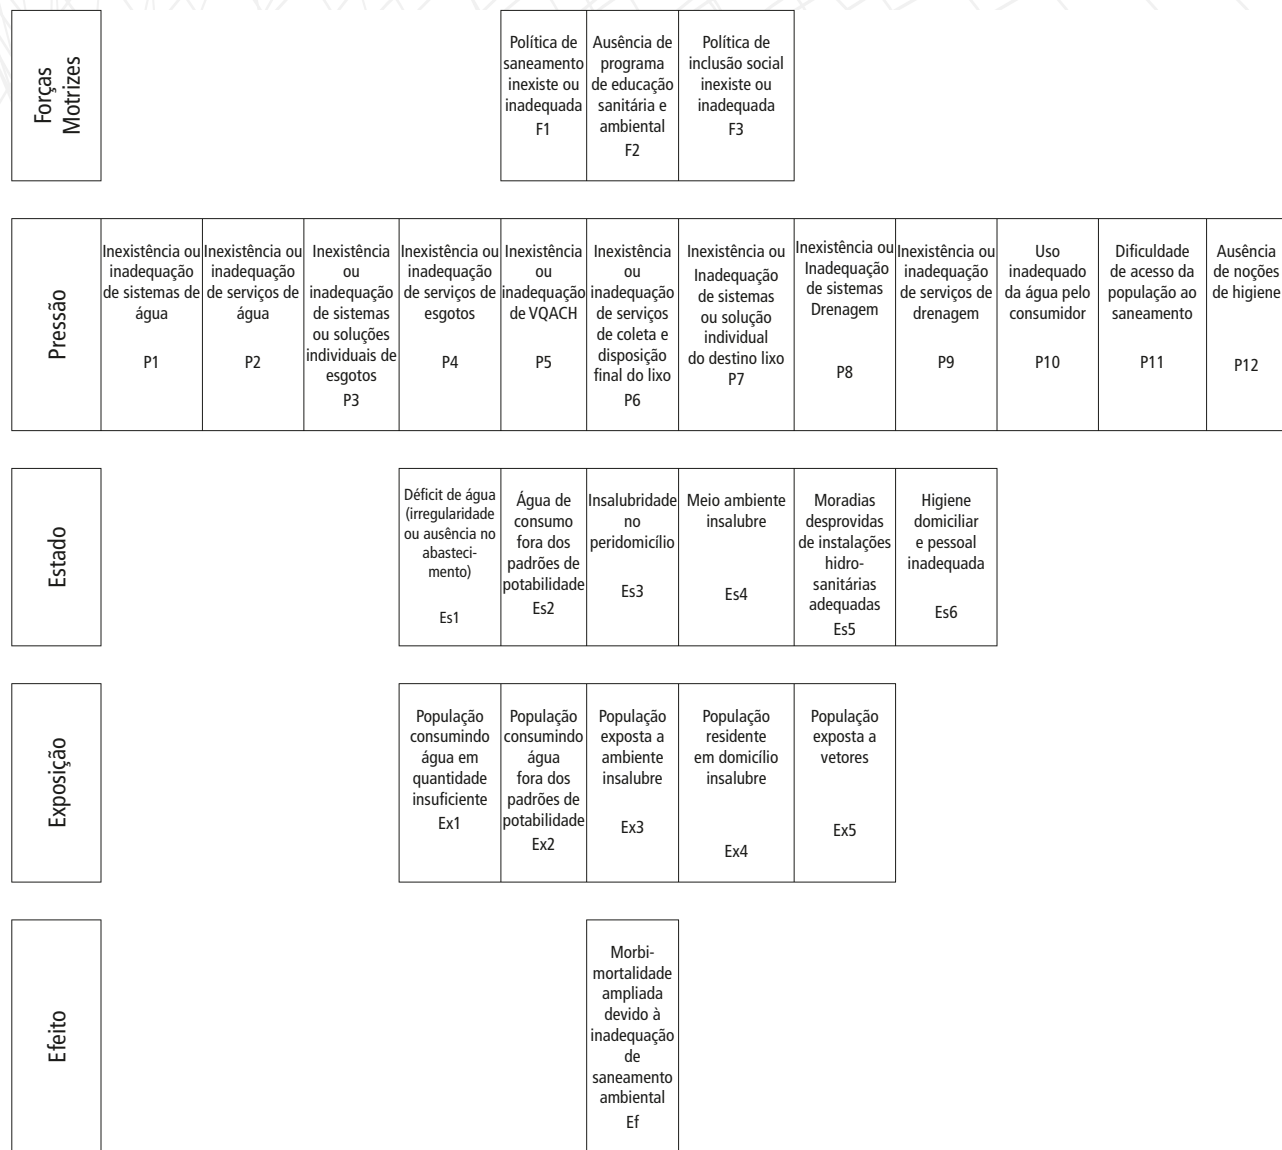 Forças
Motrizes
Política de
saneamento
inexiste ou
inadequada
F1
Ausência de
programa
de educação
sanitária e
ambiental
F2
Política de
inclusão social
inexiste ou
inadequada
F3
Pressão
Inexistência ou
inadequação
de sistemas de
água
P1
Inexistência ou
inadequação
de serviços de
água
P2
Inexistência
ou
inadequação
de sistemas
ou soluções
individuais de
esgotos
P3
Inexistência ou
inadequação
de serviços de
esgotos
P4
Inexistência
ou
inadequação
de VQACH
P5
Inexistência
ou
inadequação
de serviços
de coleta e
disposição
final do lixo
P6
Inexistência ou
Inadequação
de sistemas
ou solução
individual
do destino lixo
P7
Inexistência ou
Inadequação
de sistemas
Drenagem
P8
Inexistência ou
inadequação
de serviços de
drenagem
P9
Uso
inadequado
da água pelo
consumidor
P10
Dificuldade
de acesso da
população ao
saneamento
P11
Ausência
de noções
de higiene
P12
Estado
Déficit de água
(irregularidade
ou ausência no
abasteci-
mento)
Es1
Água de
consumo
fora dos
padrões de
potabilidade
Es2
Insalubridade
no
peridomicílio
Es3
Meio ambiente
insalubre
Es4
Moradias
desprovidas
de instalações
hidro-
sanitárias
adequadas
Es5
Higiene
domiciliar
e pessoal
inadequada
Es6
Exposição
População
consumindo
água em
quantidade
insuficiente
Ex1
População
consumindo
água
fora dos
padrões de
potabilidade
Ex2
População
exposta a
ambiente
insalubre
Ex3
População
residente
em domicílio
insalubre
Ex4
População
exposta a
vetores
Ex5
Efeito
Morbi-
mortalidade
ampliada
devido à
inadequação
de
saneamento
ambiental
Ef